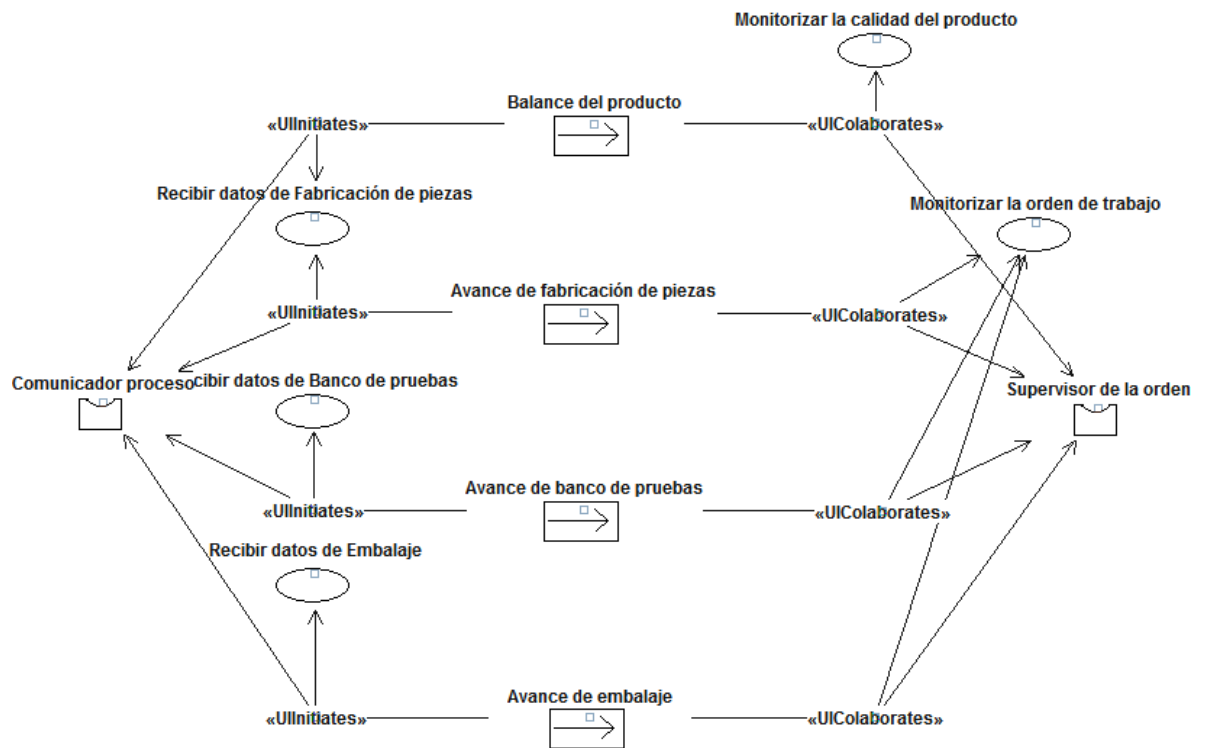 Monitorizar la calidad del producto
Balance del producto
«UIInitiates»
«UIColaborates»
Recibir datos de Fabricación de piezas
Monitorizar la orden de trabajo
Avance de fabricación de piezas
«UIInitiates»
«UIColaborates»
Comunicador proceso
cibir datos de Banco de pruebas
Supervisor de la orden
Avance de banco de pruebas
«UIInitiates»
«UIColaborates»
Recibir datos de Embalaje
Avance de embalaje
«UIInitiates»
«UIColaborates»